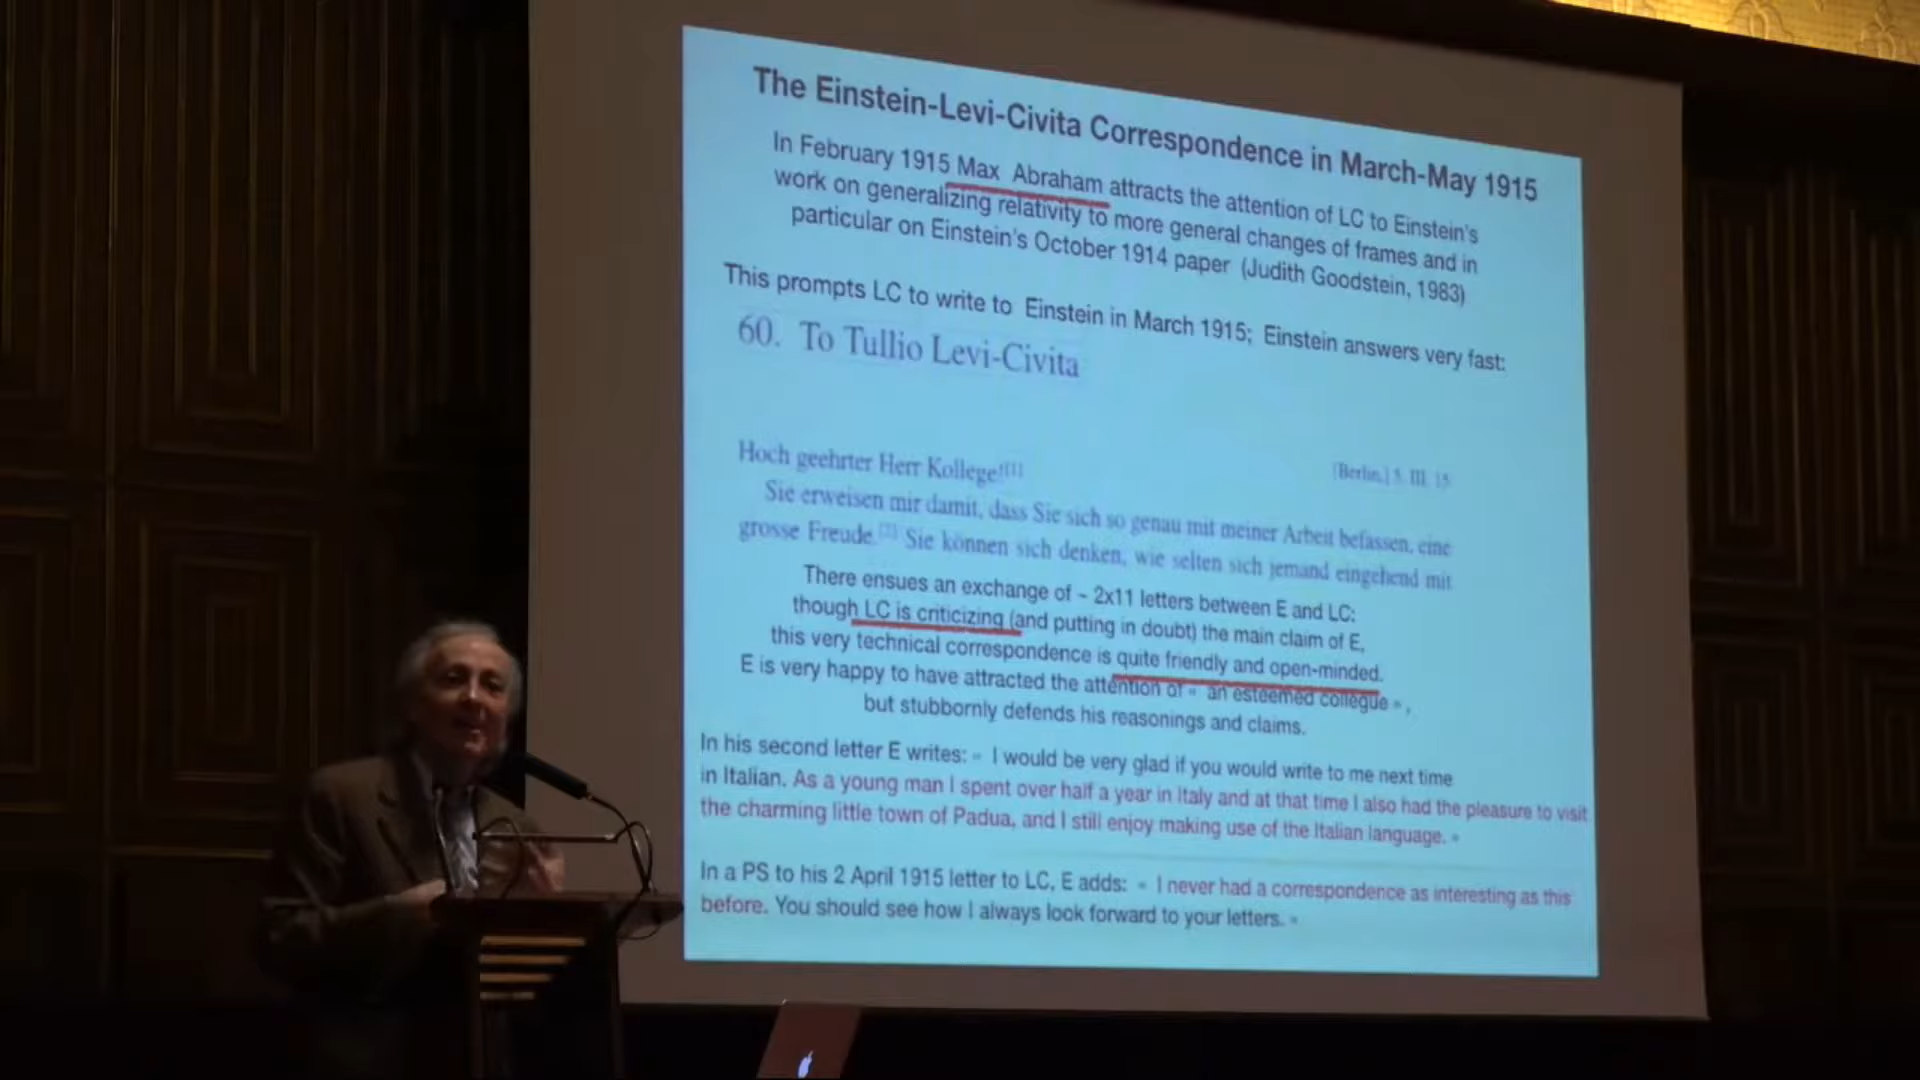 The Einstein-Levi-Civita Correspondence in March-May 1915
In February 1915 Max Abraham attracts the attention of LC to Einstein's
work on generalizing relativity to more general changes of frames and in
particular on Einstein's October 1914 paper (Judith Goodstein, 1983)
This prompts LC to write to Einstein in March 1915; Einstein answers very fast:
60. To Tullio Levi-Civita
Hoch geehrter Herr Kollege![1]
[Berlin,] 5. III. 15
Sie erweisen mir damit, dass Sie sich so genau mit meiner Arbeit befassen, eine
grosse Freude.[2] Sie können sich denken, wie selten sich jemand eingehend mit
There ensues an exchange of ~ 2x11 letters between E and LC:
though LC is criticizing (and putting in doubt) the main claim of E,
this very technical correspondence is quite friendly and open-minded.
E is very happy to have attracted the attention of « an esteemed collegue »,
but stubbornly defends his reasonings and claims.
In his second letter E writes: « I would be very glad if you would write to me next time
in Italian. As a young man I spent over half a year in Italy and at that time I also had the pleasure to visit
the charming little town of Padua, and I still enjoy making use of the Italian language. »
In a PS to his 2 April 1915 letter to LC, E adds: « I never had a correspondence as interesting as this
before. You should see how I always look forward to your letters. »